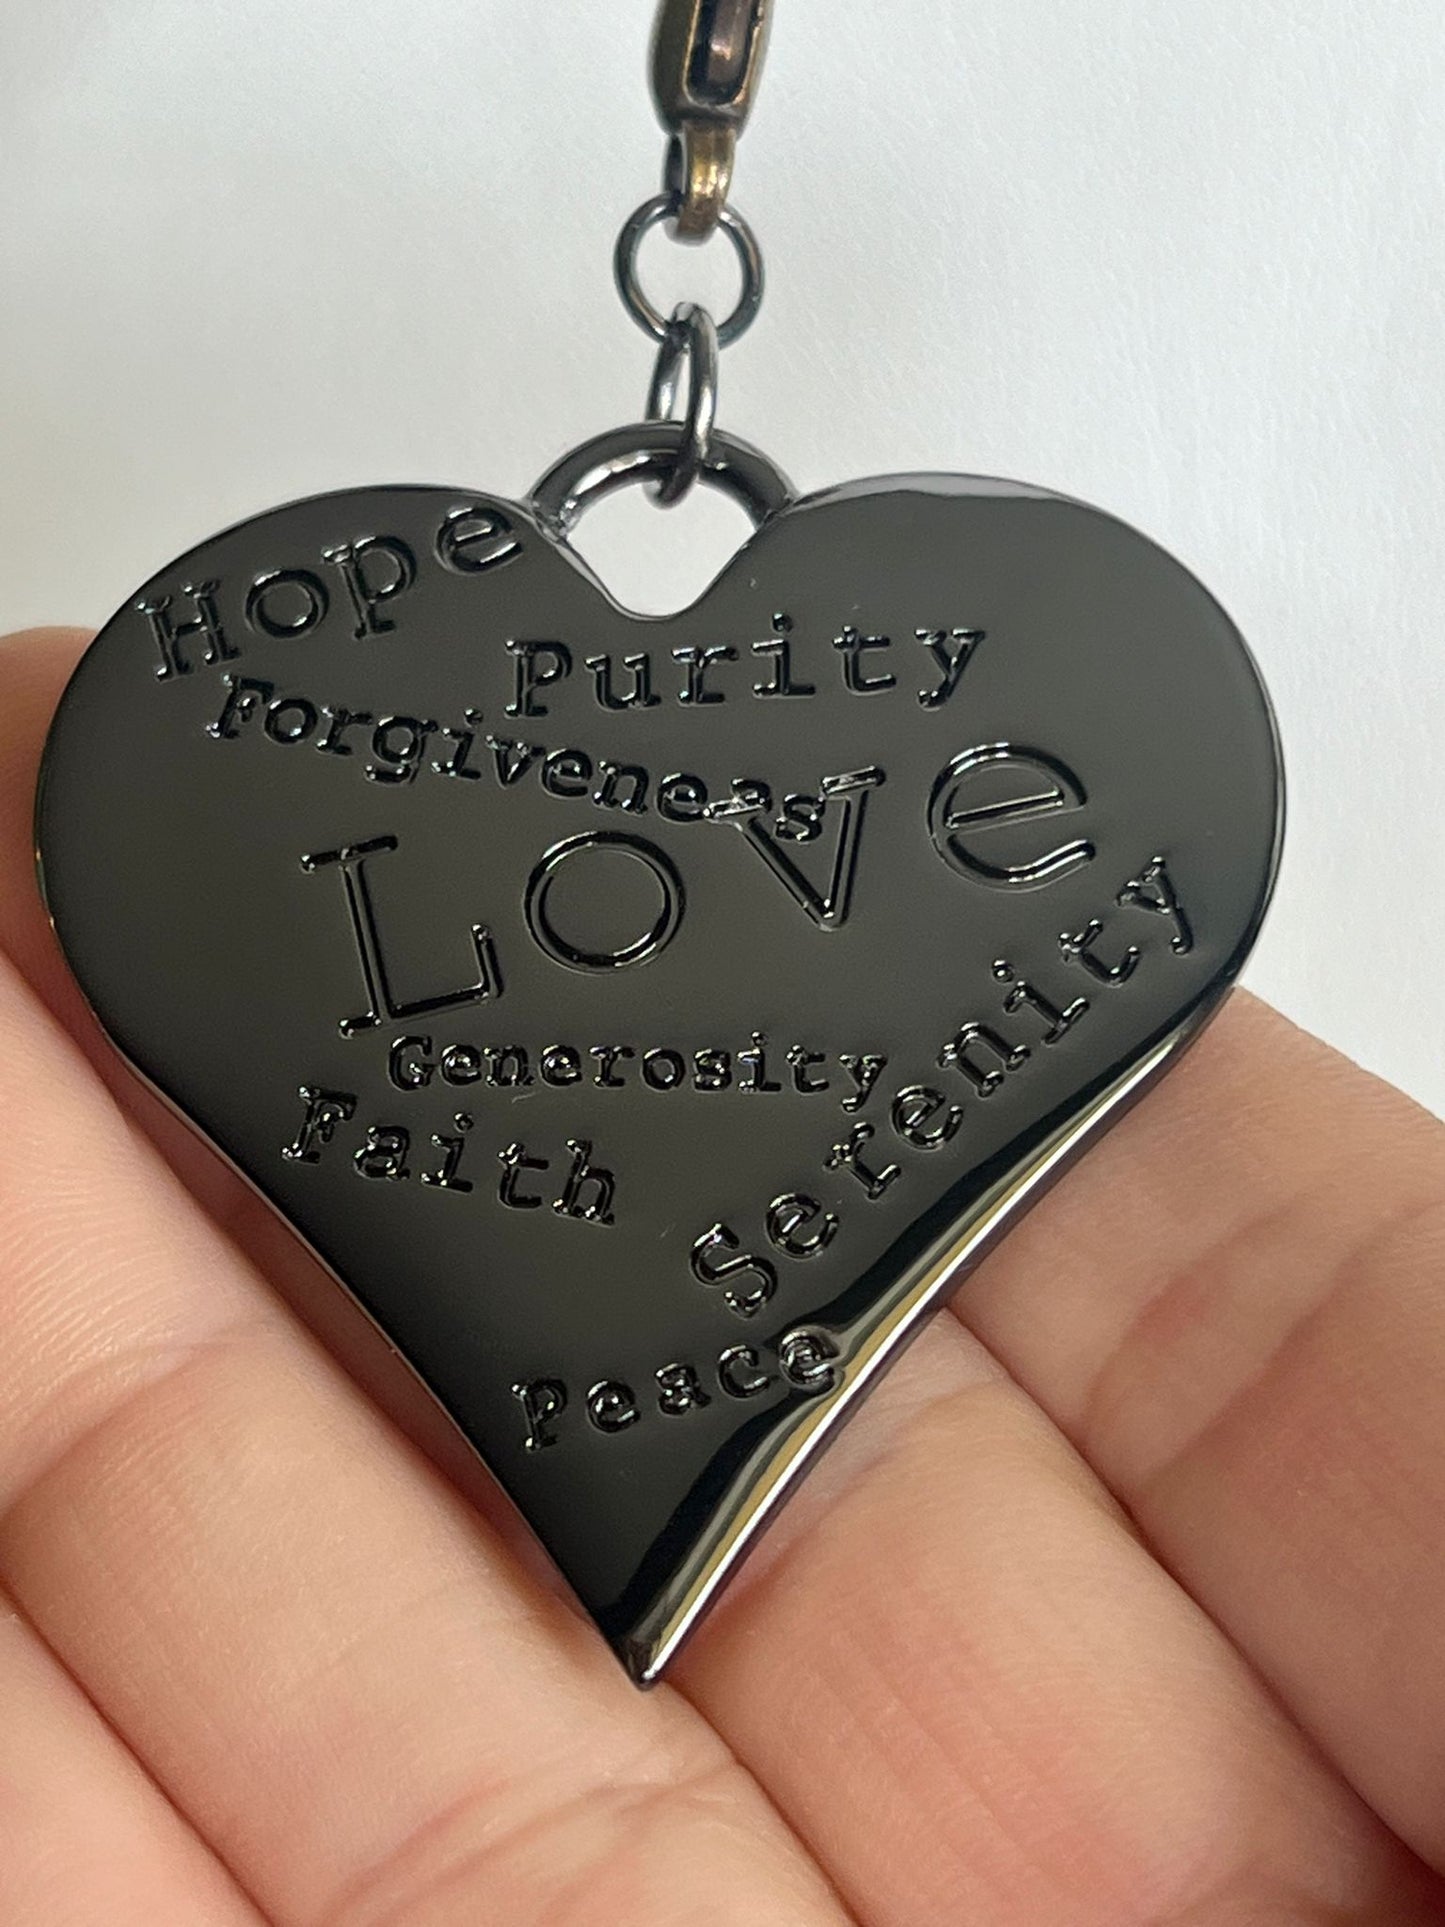 Hope
Purity
Forgiveness
Love
Generosity
Faith
Serenity
Peace